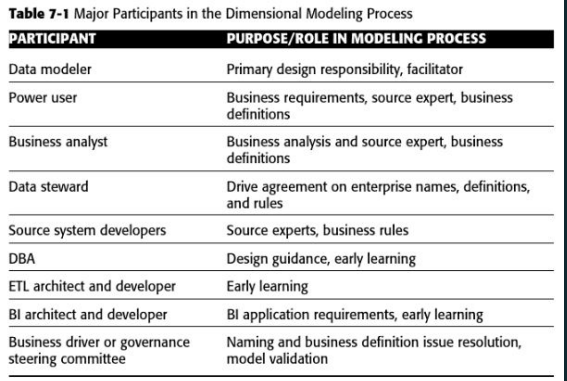 Table 7-1 Major Participants in the Dimensional Modeling Process
PARTICIPANT PURPOSE/ROLE IN MODELING PROCESS
Data modeler Primary design responsibility, facilitator
Power user Business requirements, source expert, business
definitions
Business analyst Business analysis and source expert, business
definitions
Data steward Drive agreement on enterprise names, definitions,
and rules
Source system developers Source experts, business rules
DBA Design guidance, early learning
ETL architect and developer Early learning
BI architect and developer BI application requirements, early learning
Business driver or governance Naming and business definition issue resolution,
steering committee model validation